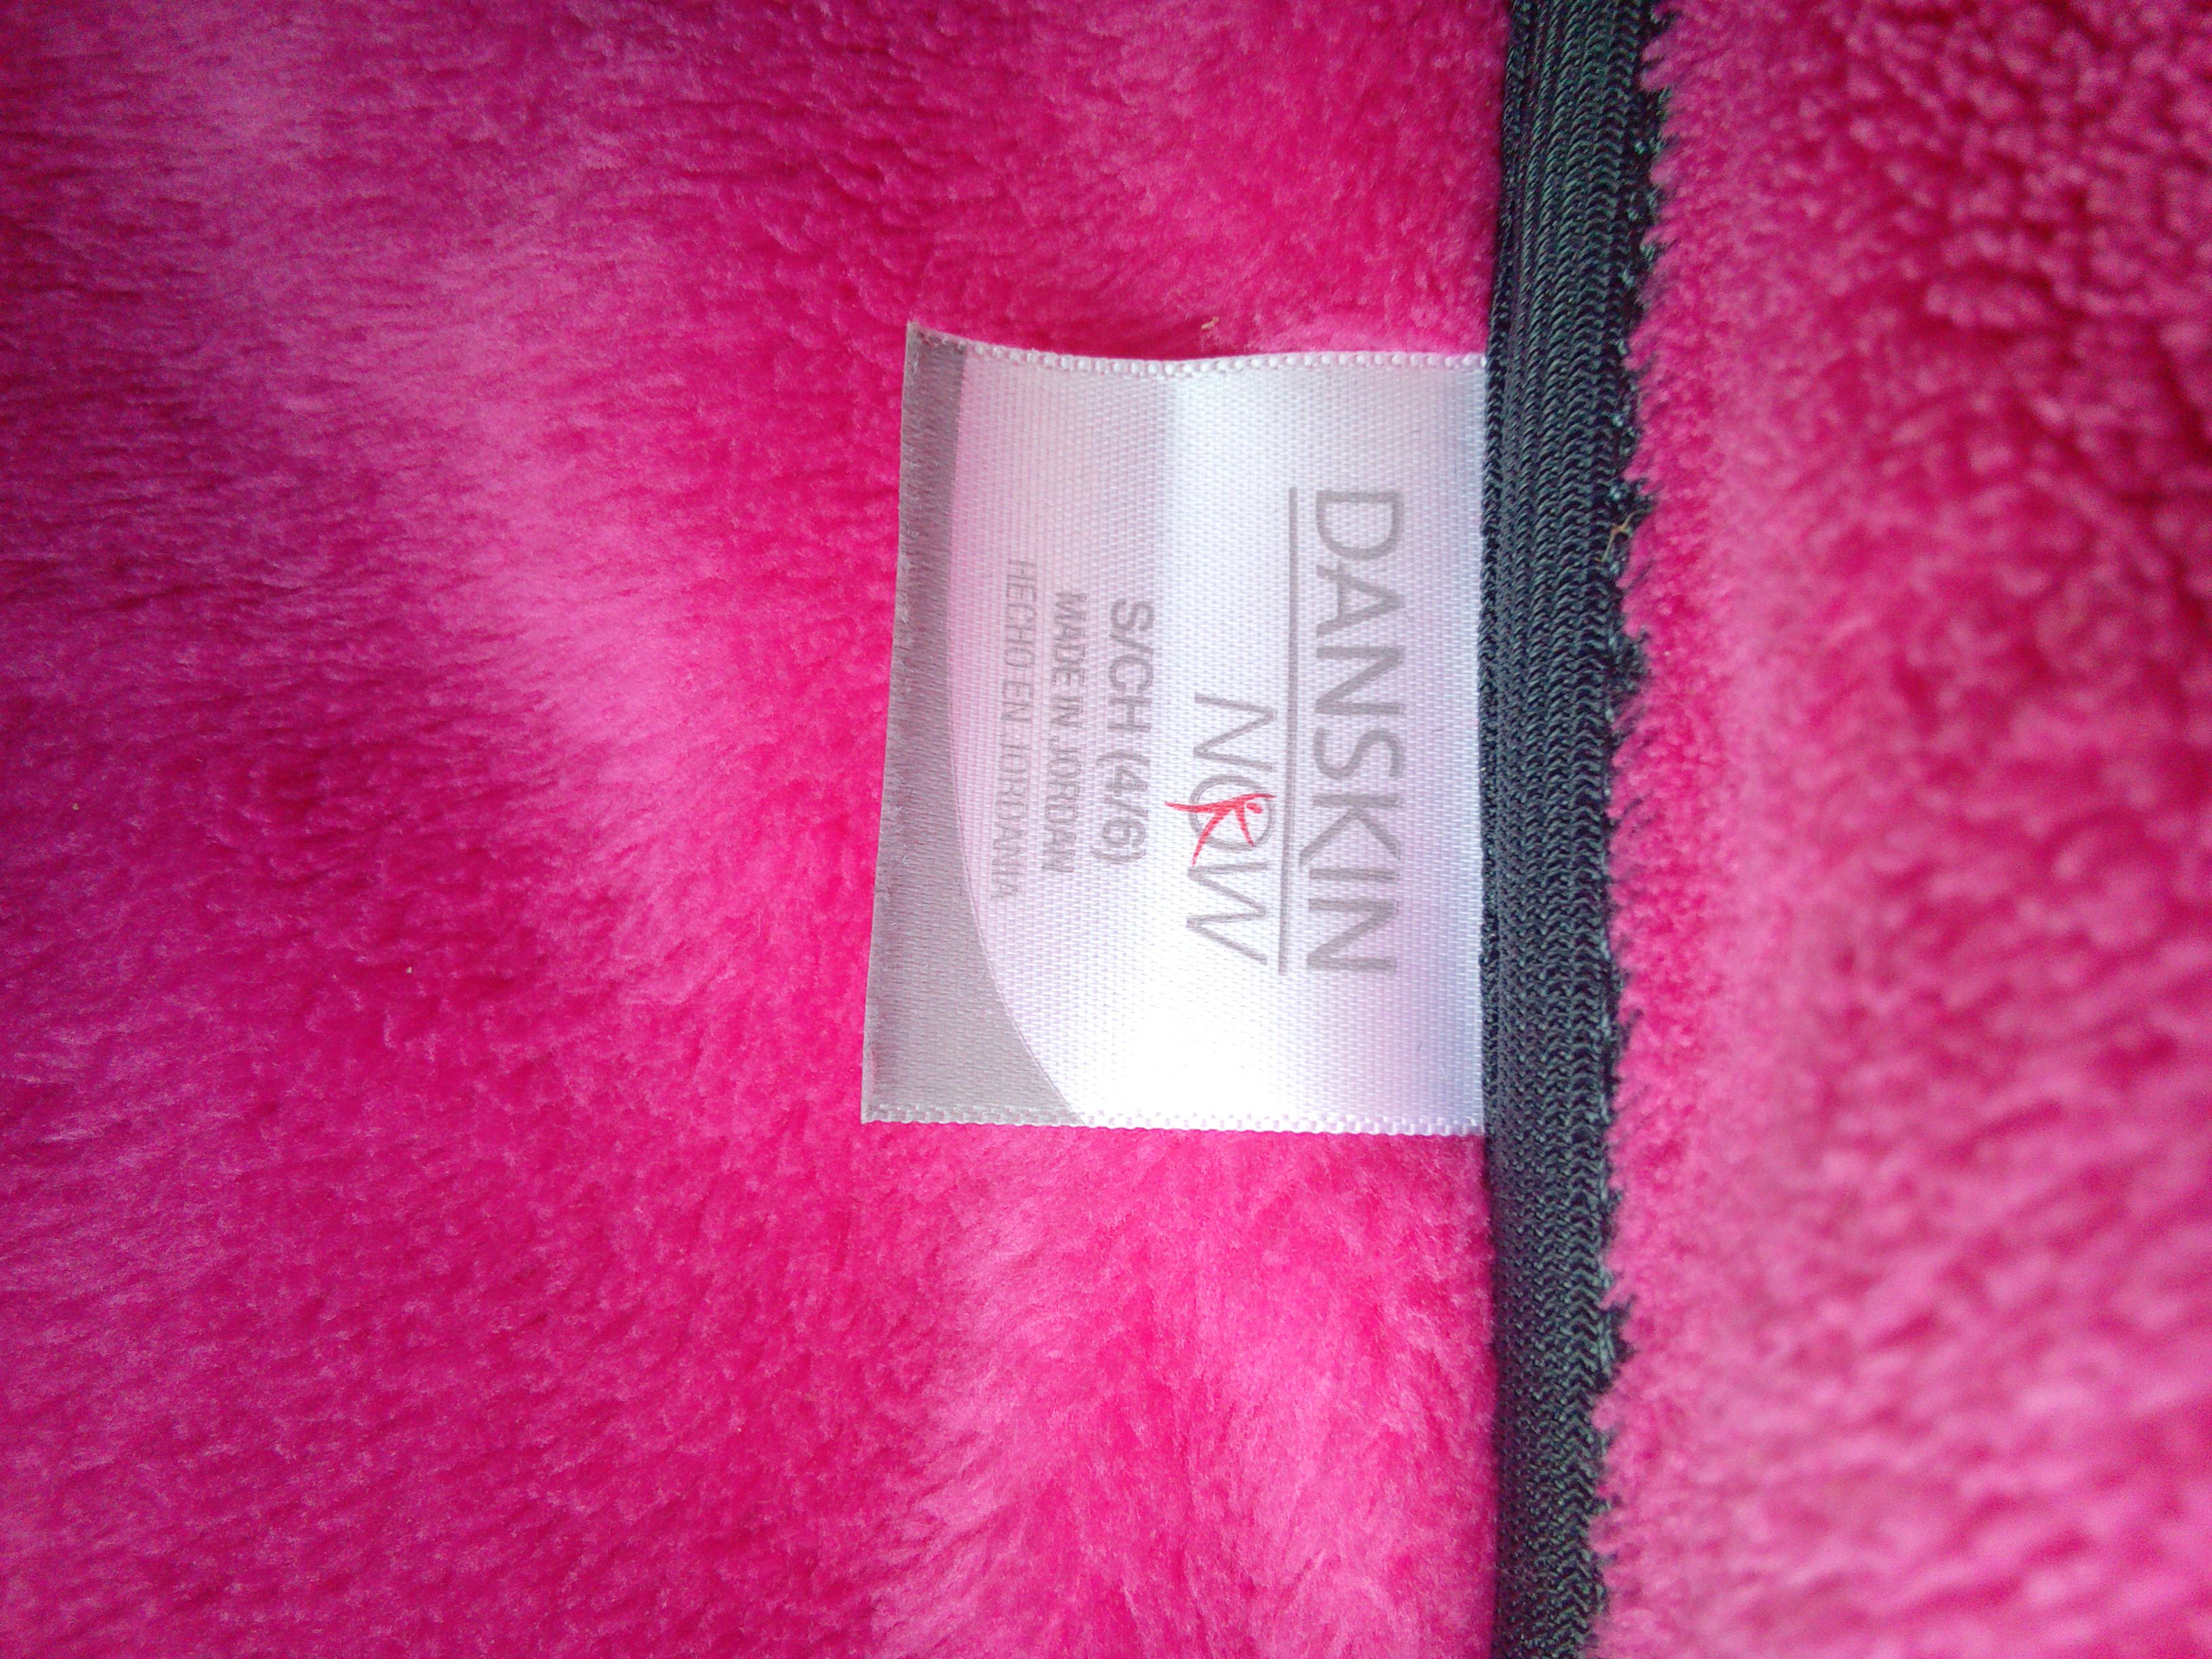 DANSKIN
NOW
S/CH (4/6)
MADE IN JORDAN
HECHO EN JORDANIA